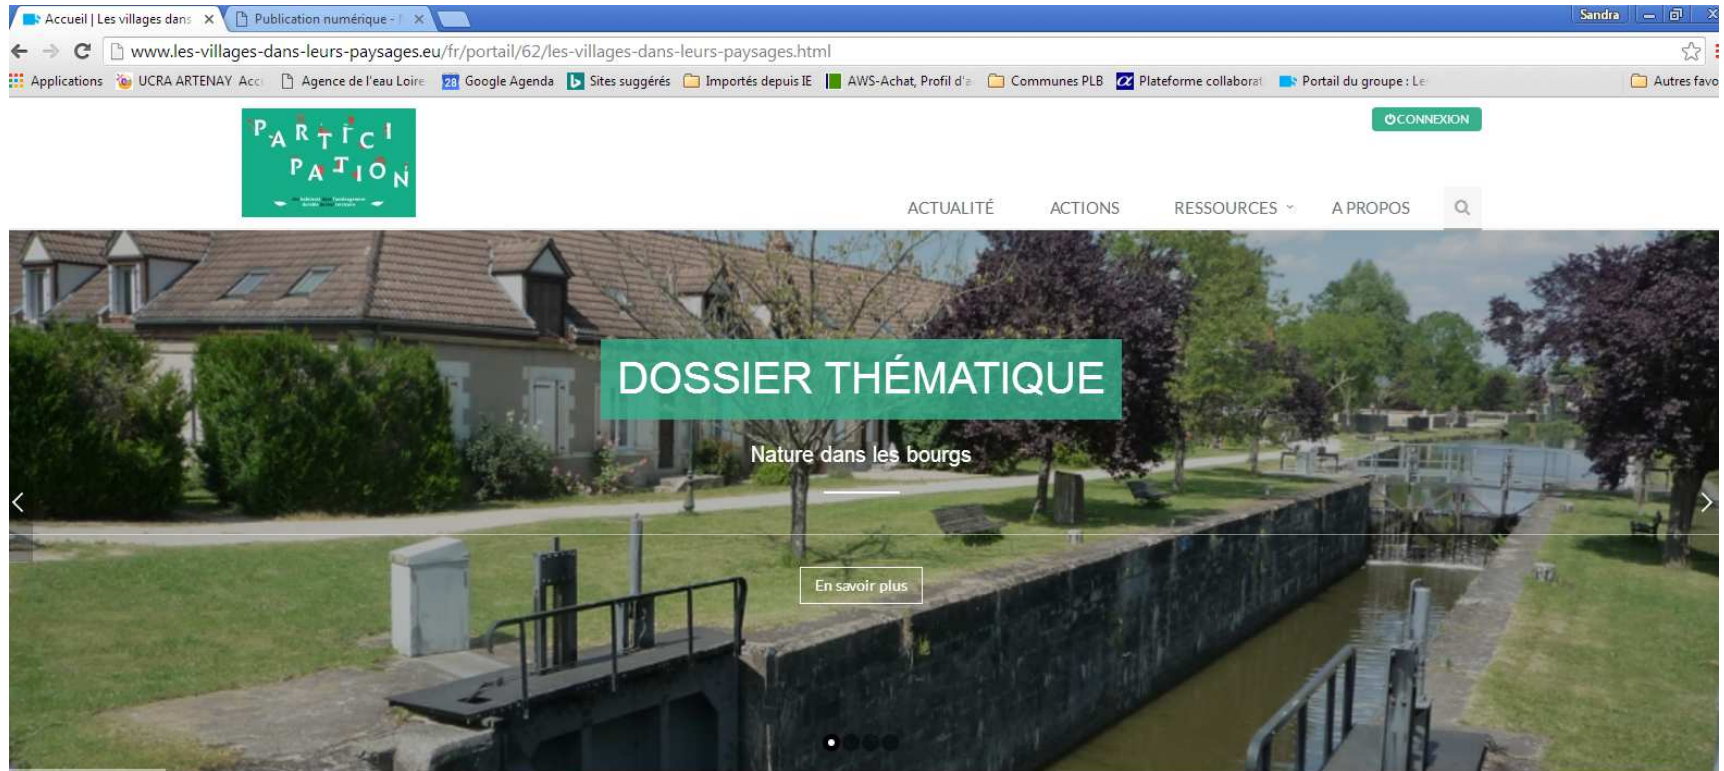 Accueil | Les villages dans
Publication numérique -
Sandra
www.les-villages-dans-leurs-paysages.eu/fr/portail/62/les-villages-dans-leurs-paysages.html
Applications UCRA ARTENAY Acc Agence de l'eau Loire 28 Google Agenda Sites suggérés Importés depuis IE AWS-Achat, Profil d'a Communes PLB Plateforme collaborat Portail du groupe : Le Autres favo
PARTICI
PATION
CONNEXION
ACTUALITÉ ACTIONS RESSOURCES A PROPOS
DOSSIER THÉMATIQUE
Nature dans les bourgs
En savoir plus